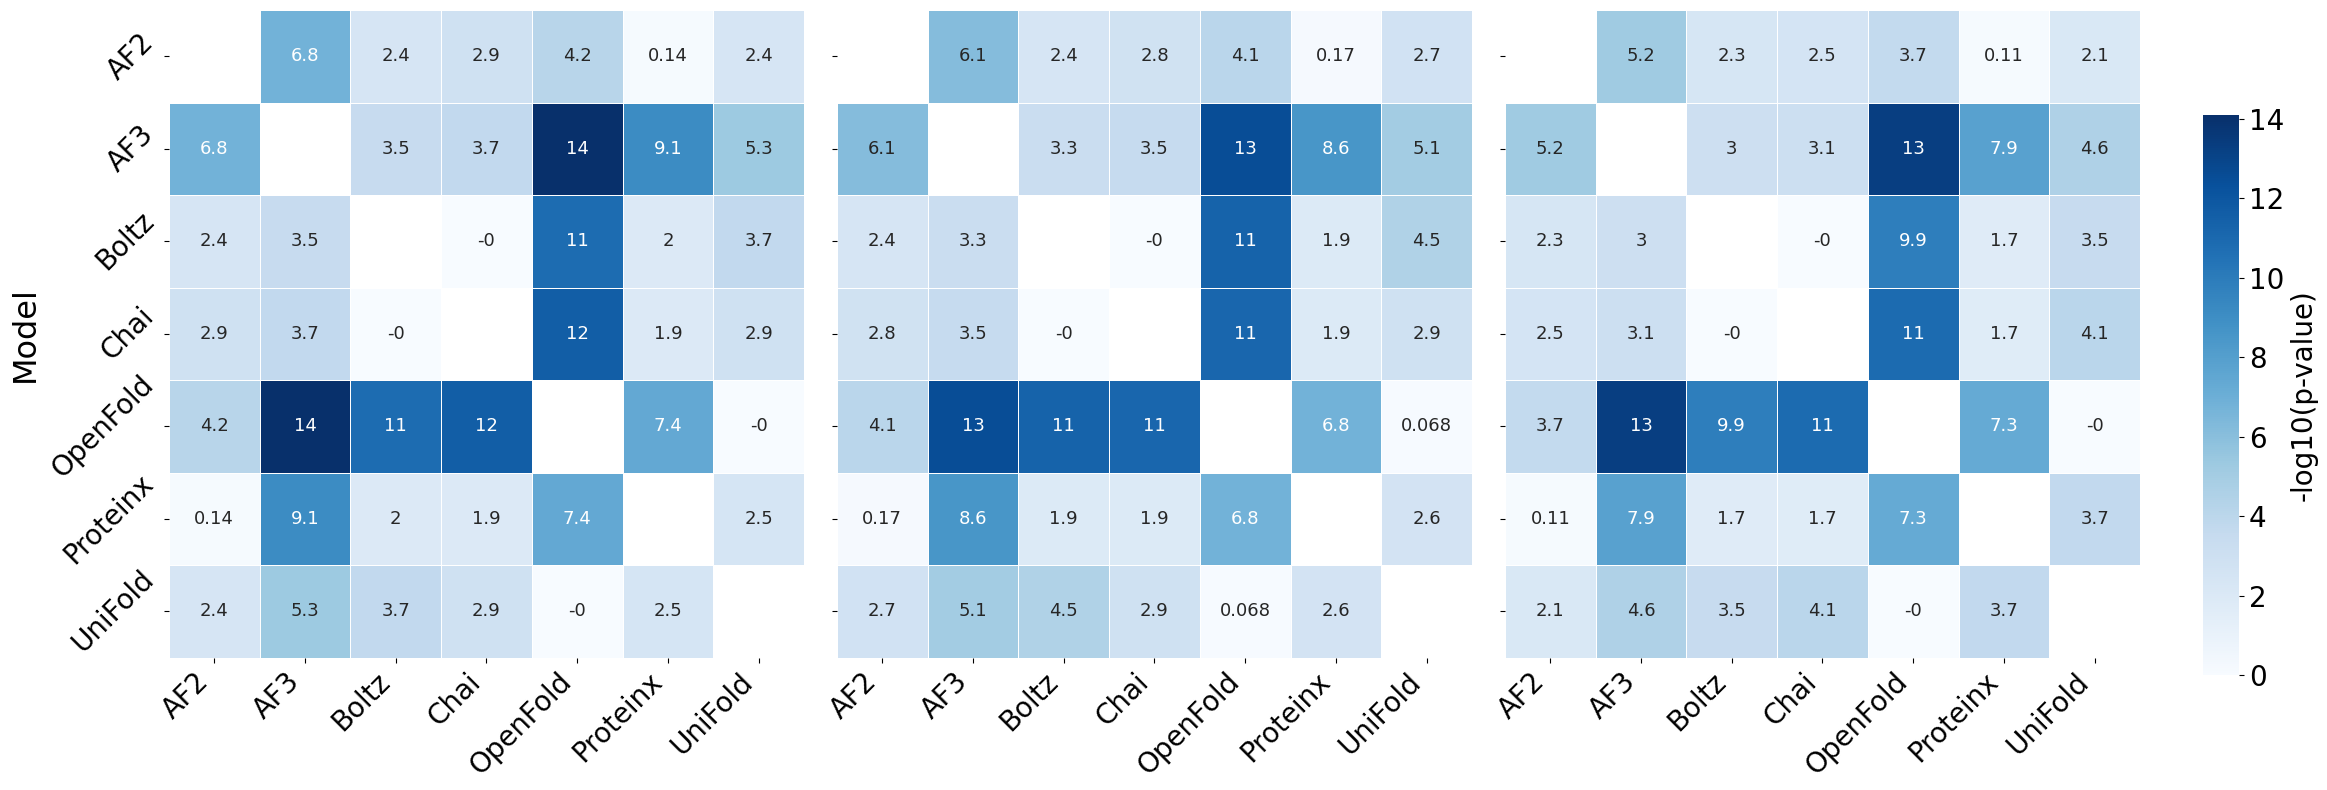 AF2 6.8 2.4 2.9 4.2 0.14 2.4 6.1 2.4 2.8 4.1 0.17 2.7 5.2 2.3 2.5 3.7 0.11 2.1
AF3 6.8 3.5 3.7 14 9.1 5.3 6.1 3.3 3.5 13 8.6 5.1 5.2 3 3.1 13 7.9 4.6
Boltz 2.4 3.5 -0 11 2 3.7 2.4 3.3 -0 11 1.9 4.5 2.3 3 -0 9.9 1.7 3.5
Chai 2.9 3.7 -0 12 1.9 2.9 2.8 3.5 -0 11 1.9 2.9 2.5 3.1 -0 11 1.7 4.1
OpenFold 4.2 14 11 12 7.4 -0 4.1 13 11 11 6.8 0.068 3.7 13 9.9 11 7.3 -0
Proteinx 0.14 9.1 2 1.9 7.4 2.5 0.17 8.6 1.9 1.9 6.8 2.6 0.11 7.9 1.7 1.7 7.3 3.7
UniFold 2.4 5.3 3.7 2.9 -0 2.5 2.7 5.1 4.5 2.9 0.068 2.6 2.1 4.6 3.5 4.1 -0 3.7
AF2 AF3 Boltz Chai OpenFold Proteinx UniFold AF2 AF3 Boltz Chai OpenFold Proteinx UniFold AF2 AF3 Boltz Chai OpenFold Proteinx UniFold
Model
14
12
10
8
6
4
2
0
-log10(p-value)